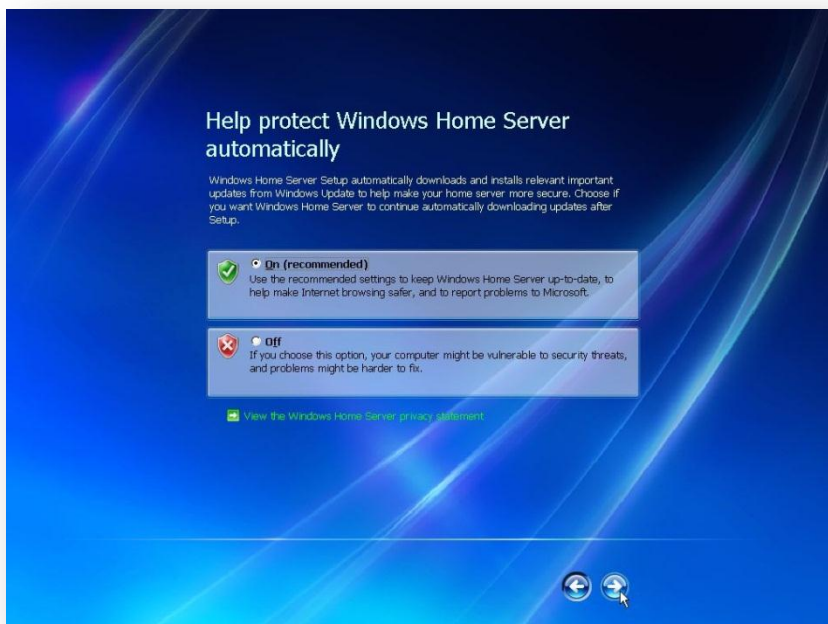 Help protect Windows Home Server
automatically
Windows Home Server Setup automatically downloads and installs relevant important
updates from Windows Update to help make your home server more secure. Choose if
you want Windows Home Server to continue automatically downloading updates after
Setup.
On (recommended)
Use the recommended settings to keep Windows Home Server up-to-date, to
help make Internet browsing safer, and to report problems to Microsoft.
Off
If you choose this option, your computer might be vulnerable to security threats,
and problems might be harder to fix.
View the Windows Home Server privacy statement